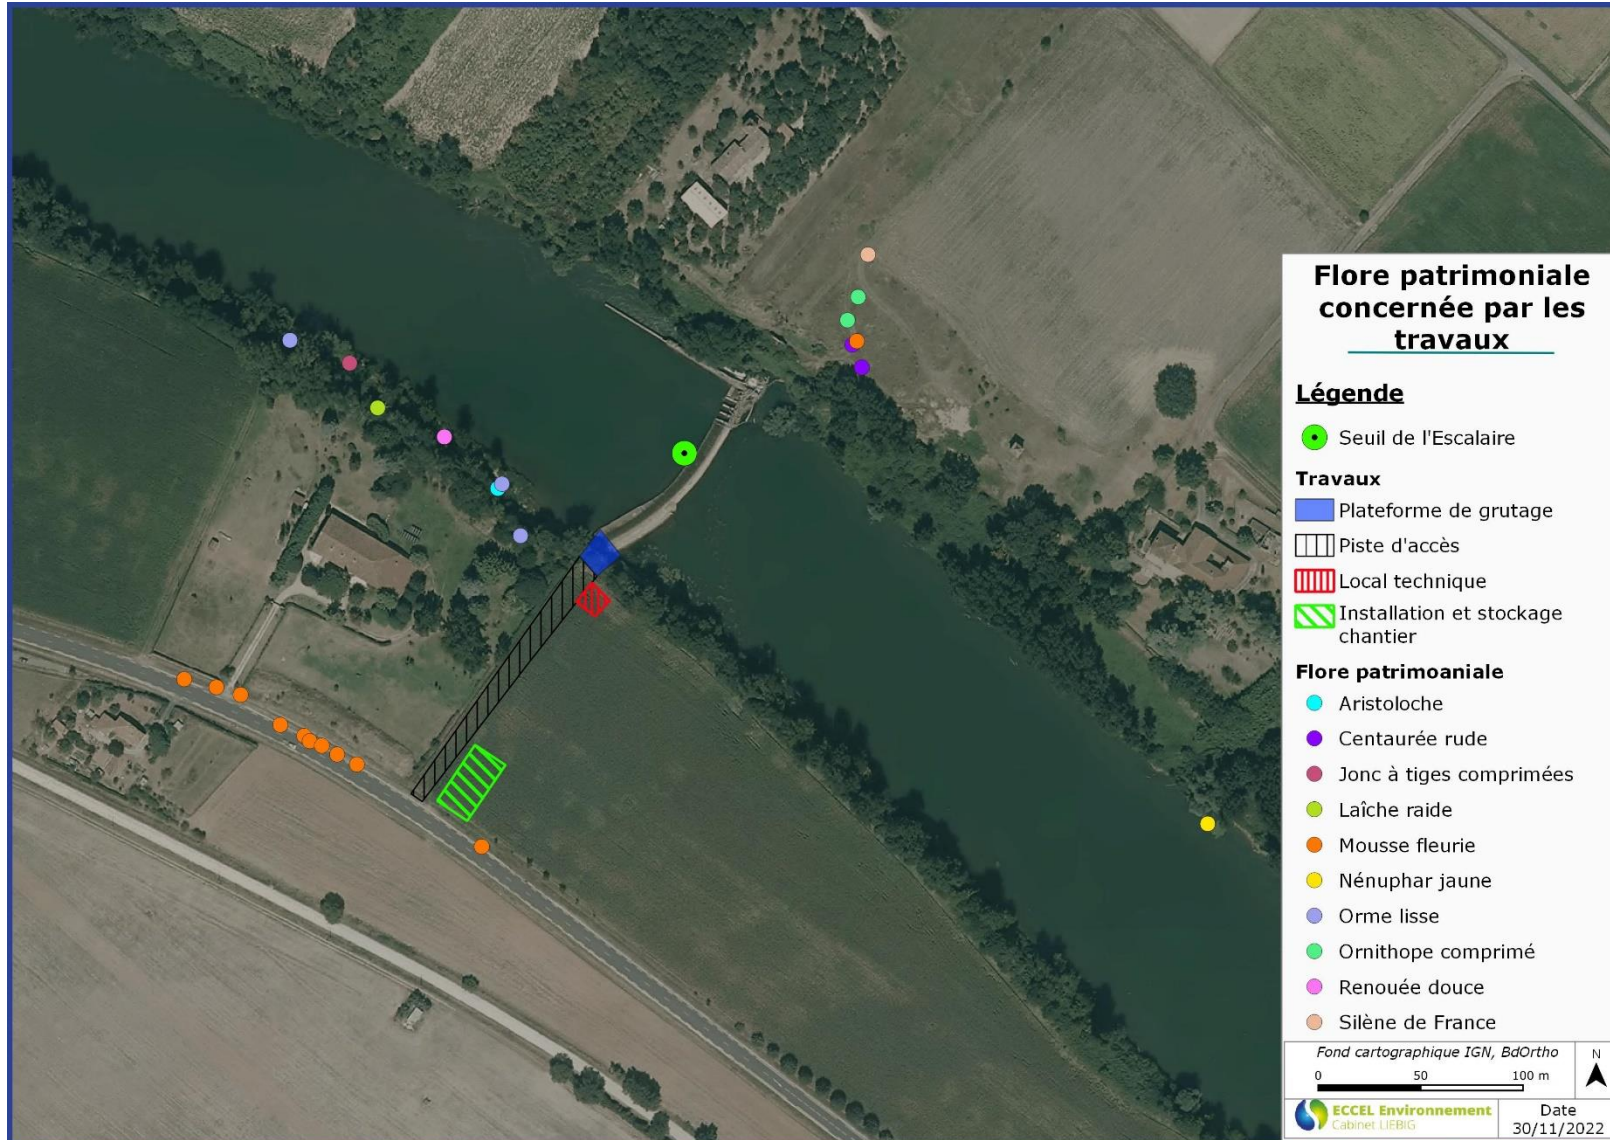 Flore patrimoniale
concernée par les
travaux
Légende
Seuil de l'Escalaire
Travaux
Plateforme de grutage
Piste d'accès
Local technique
Installation et stockage
chantier
Flore patrimoaniale
Aristoloche
Centaurée rude
Jonc à tiges comprimées
Laîche raide
Mousse fleurie
Nénuphar jaune
Orme lisse
Ornithope comprimé
Renouée douce
Silène de France
Fond cartographique IGN, BdOrtho
0 50 100 m
N
ECCEL Environnement
Cabinet LIEBIG
Date
30/11/2022